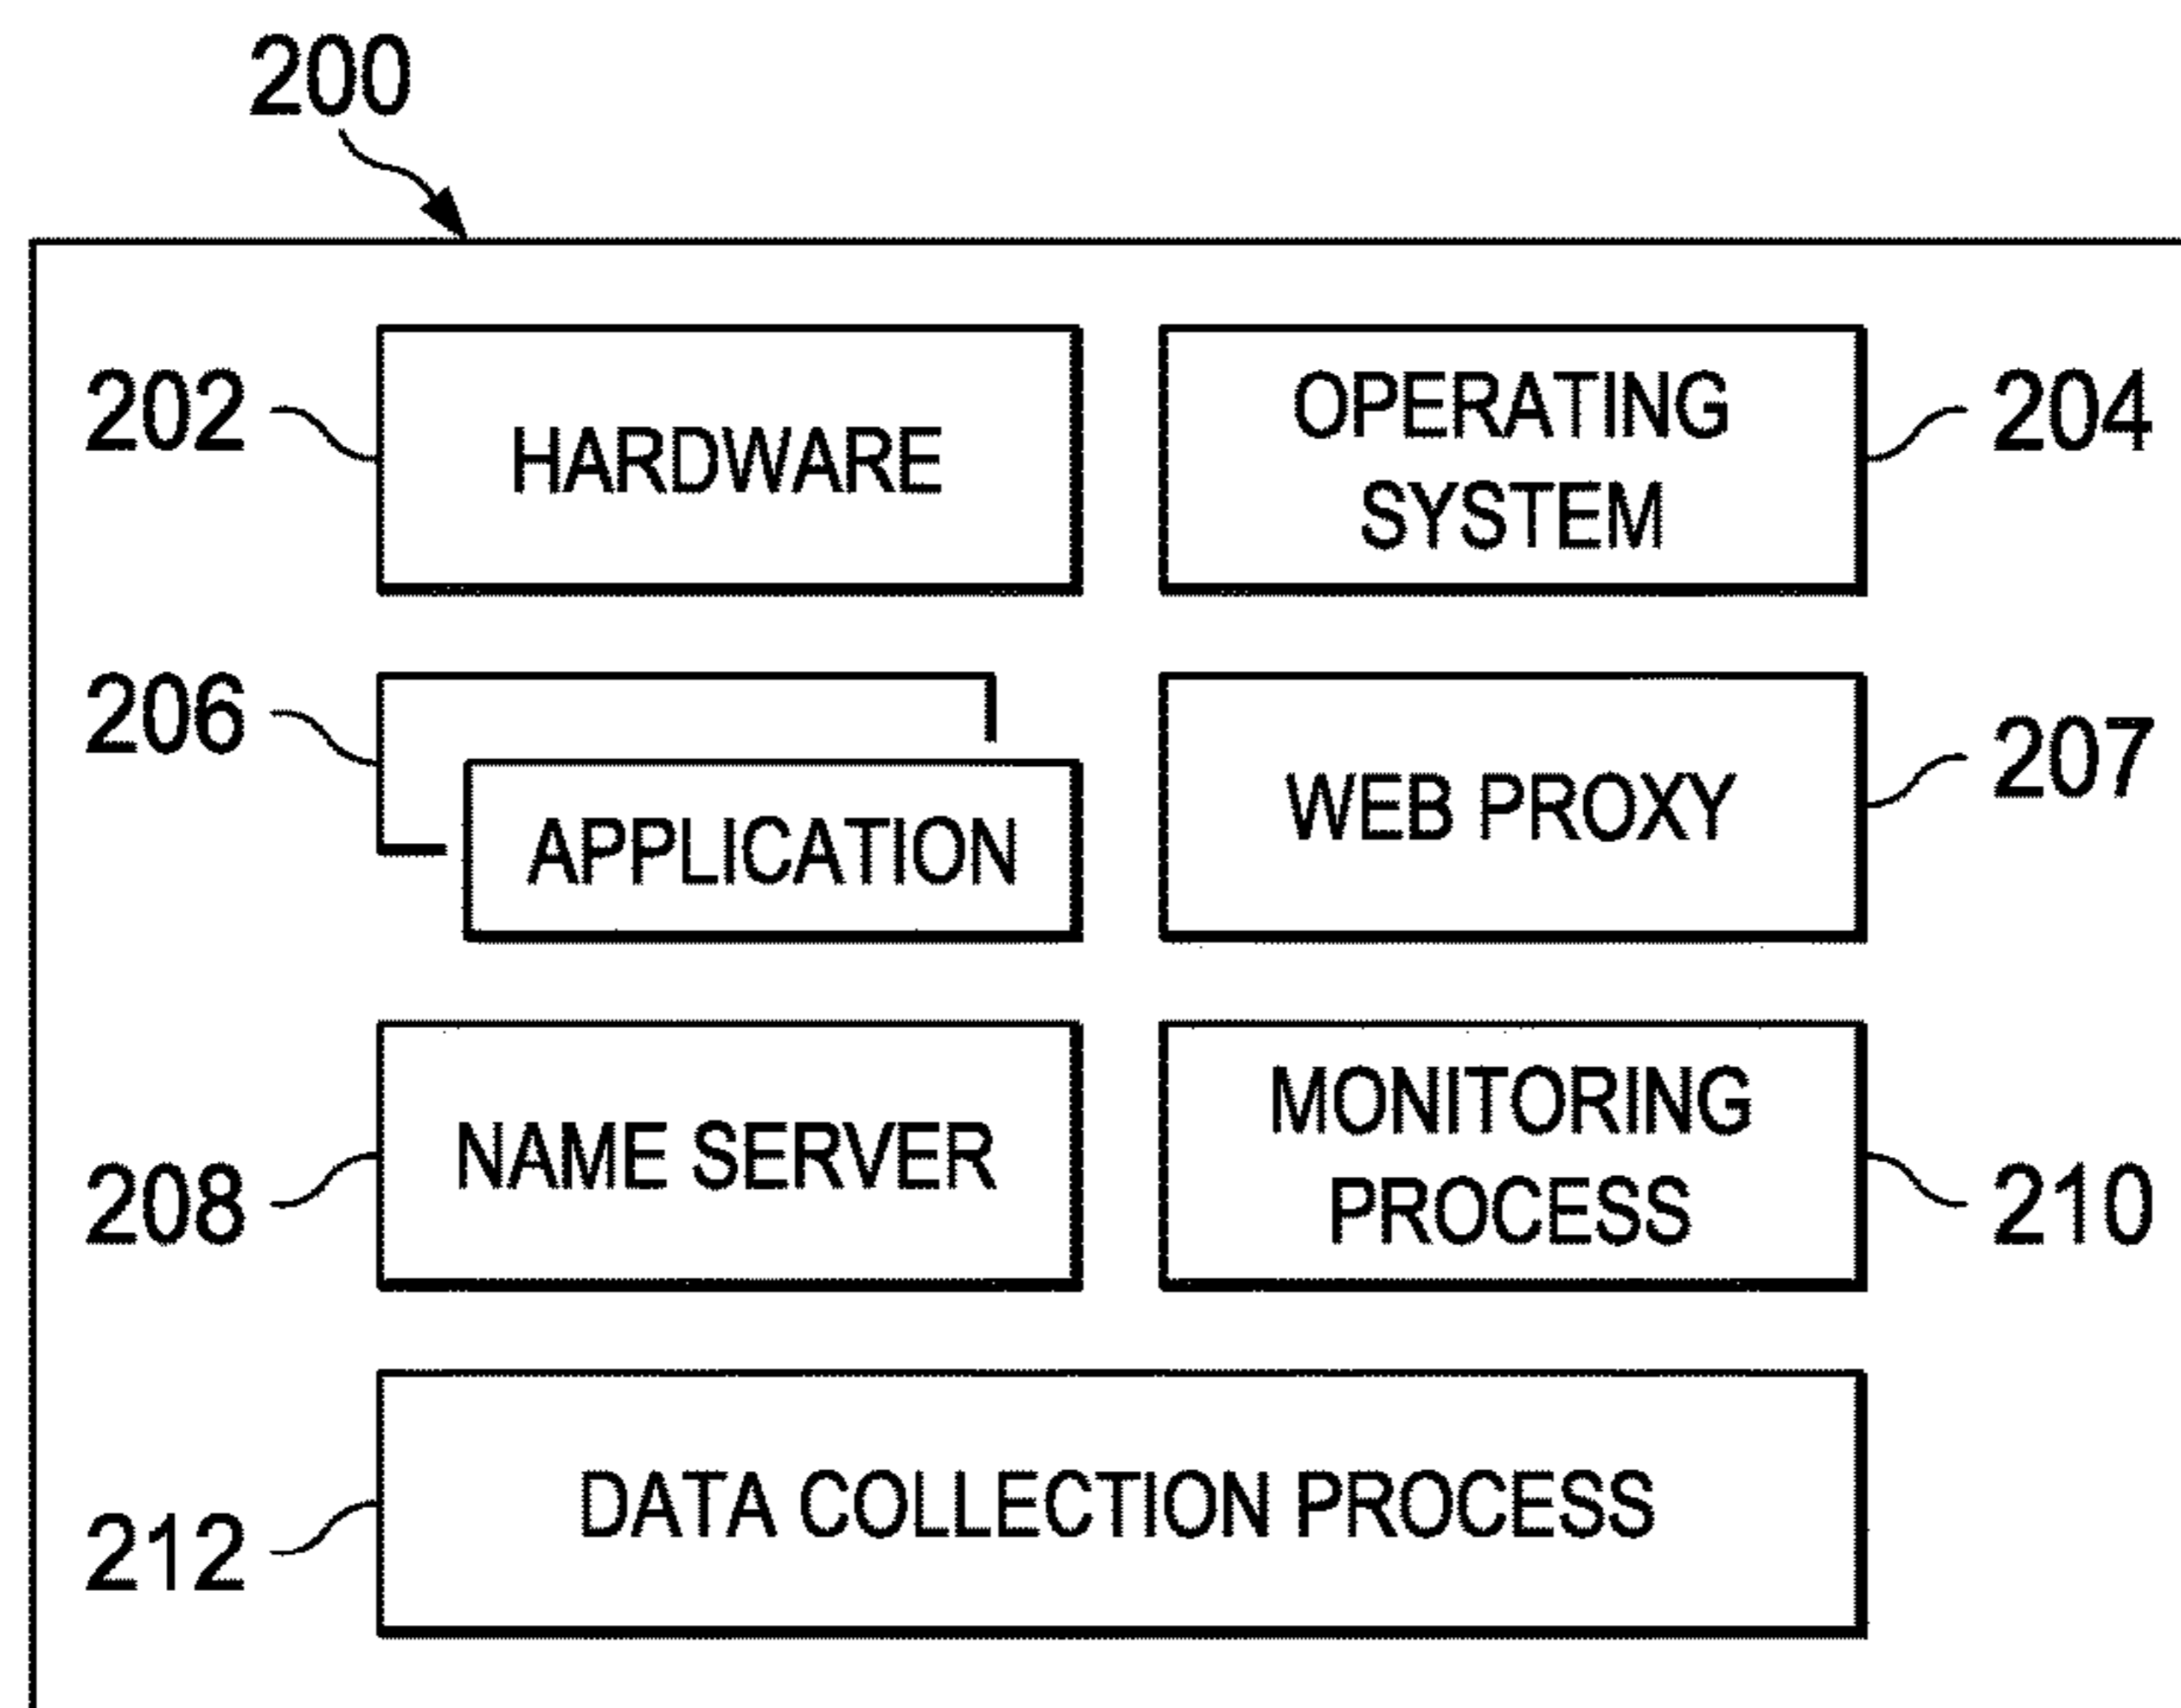 200
202
HARDWARE
OPERATING
SYSTEM
204
206
APPLICATION
WEB PROXY
207
208
NAME SERVER
MONITORING
PROCESS
210
212
DATA COLLECTION PROCESS